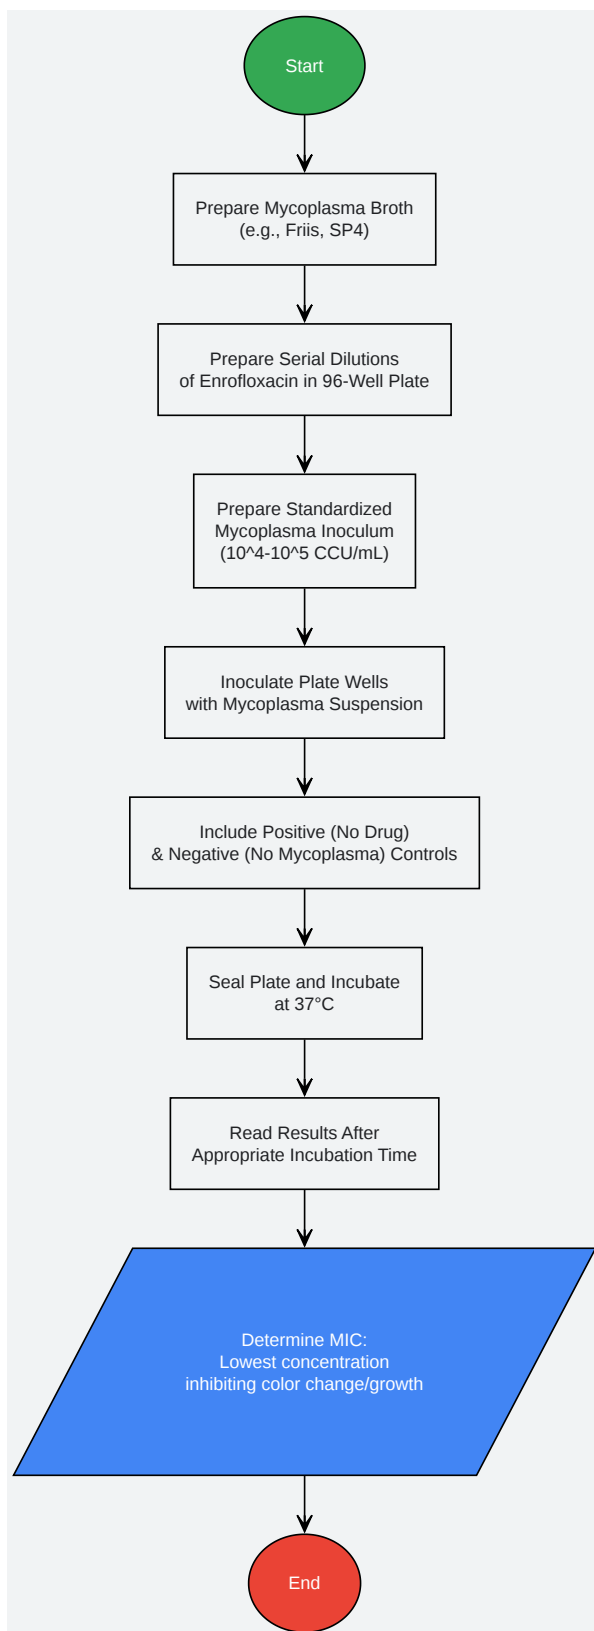 Start
Prepare Mycoplasma Broth
(e.g., Friis, SP4)
Prepare Serial Dilutions
of Enrofloxacin in 96-Well Plate
Prepare Standardized
Mycoplasma Inoculum
(10^4-10^5 CCU/mL)
Inoculate Plate Wells
with Mycoplasma Suspension
Include Positive (No Drug)
& Negative (No Mycoplasma) Controls
Seal Plate and Incubate
at 37°C
Read Results After
Appropriate Incubation Time
Determine MIC:
Lowest concentration
inhibiting color change/growth
End